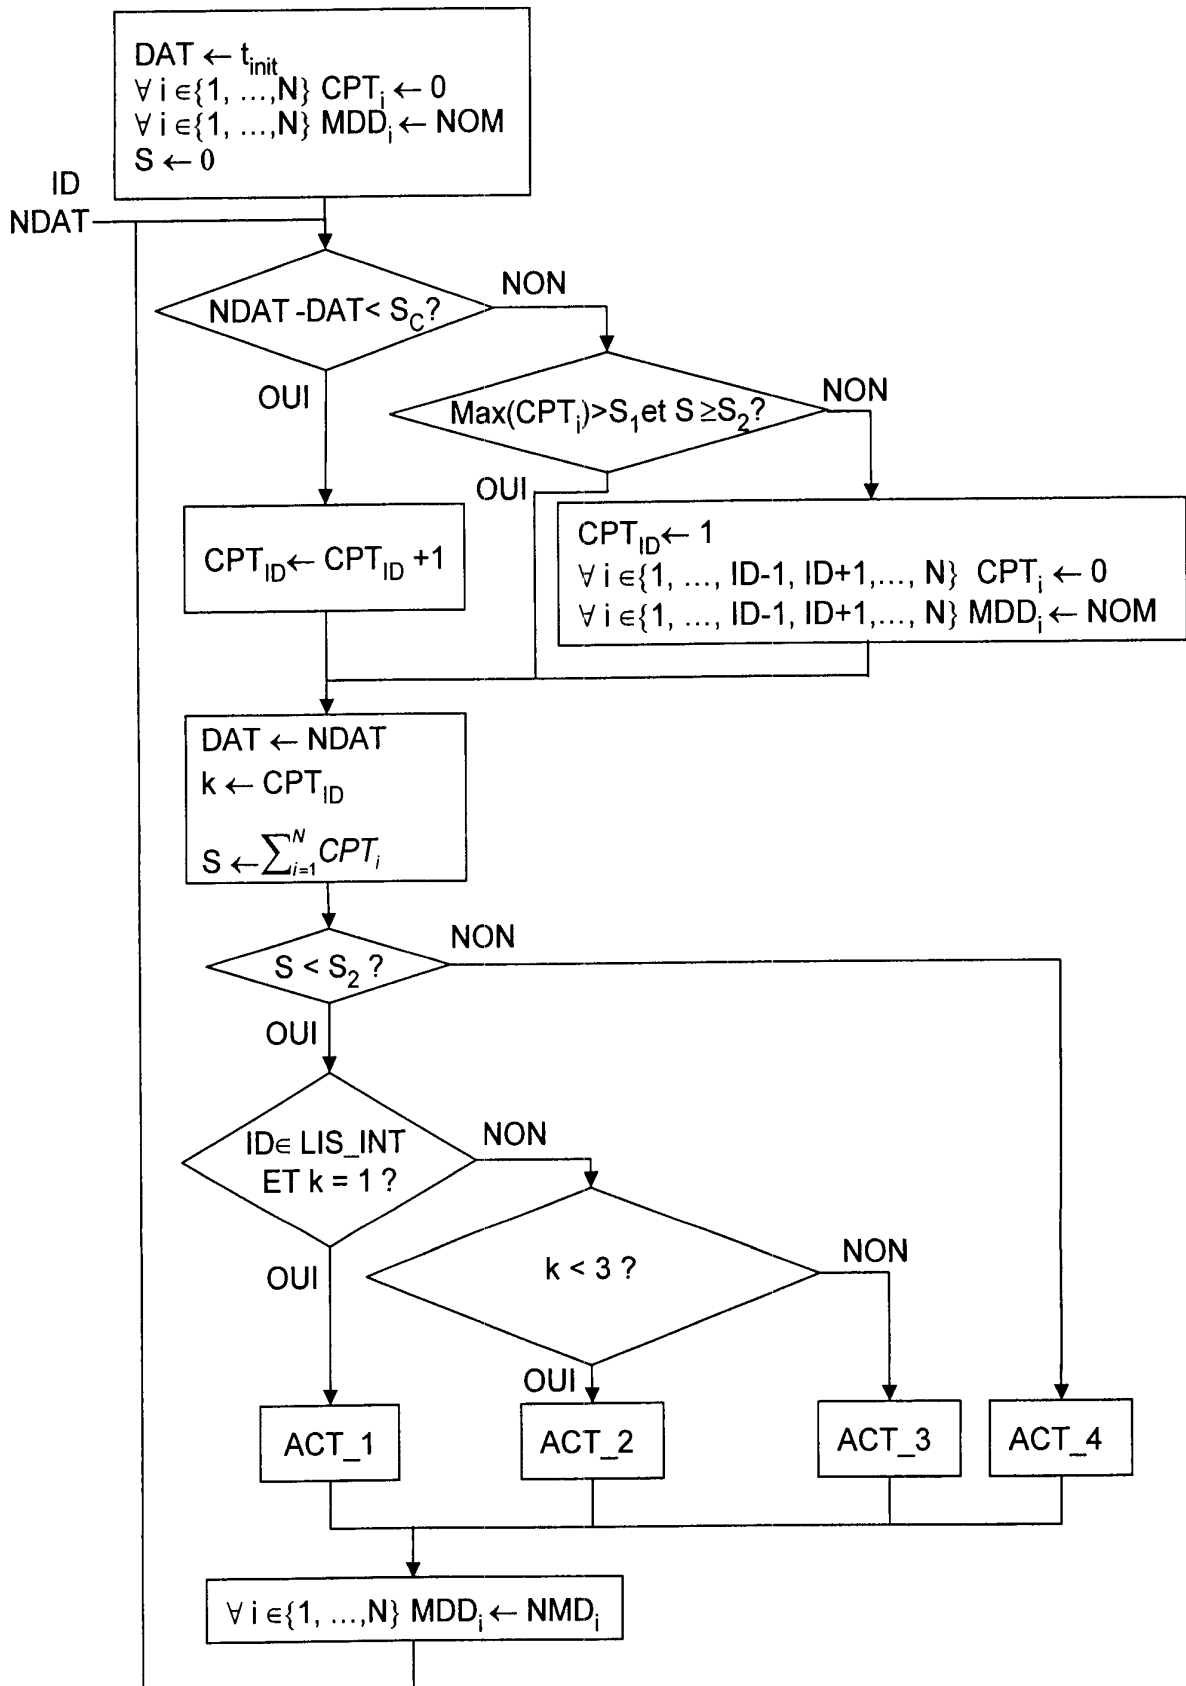 DAT ← t_init
∀ i ∈{1, ...,N} CPT_i ← 0
∀ i ∈{1, ...,N} MDD_i ← NOM
S ← 0
ID
NDAT
NDAT -DAT< S_C?
NON
OUI
Max(CPT_i)>S_1 et S ≥S_2?
NON
OUI
CPT_ID ← CPT_ID +1
CPT_ID ← 1
∀ i ∈{1, ..., ID-1, ID+1,..., N} CPT_i ← 0
∀ i ∈{1, ..., ID-1, ID+1,..., N} MDD_i ← NOM
DAT ← NDAT
k ← CPT_ID
S ← ∑_{i=1}^{N} CPT_i
S < S_2 ?
NON
OUI
ID∈ LIS_INT
ET k = 1 ?
NON
OUI
k < 3 ?
NON
OUI
ACT_1
ACT_2
ACT_3
ACT_4
∀ i ∈{1, ...,N} MDD_i ← NMD_i